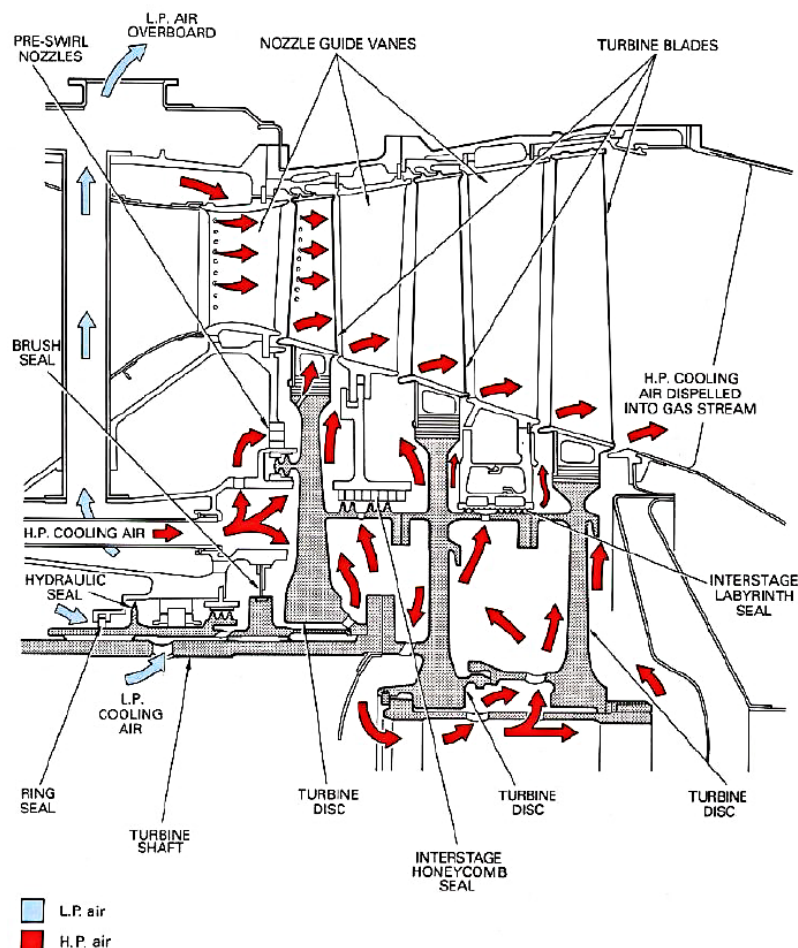 L.P. AIR
OVERBOARD
PRE-SWIRL
NOZZLES
NOZZLE GUIDE VANES
TURBINE BLADES
BRUSH
SEAL
H.P. COOLING
AIR DISPELLED
INTO GAS STREAM
H.P. COOLING AIR
HYDRAULIC
SEAL
INTERSTAGE
LABYRINTH
SEAL
L.P.
COOLING
AIR
RING
SEAL
TURBINE
SHAFT
TURBINE
DISC
INTERSTAGE
HONEYCOMB
SEAL
TURBINE
DISC
TURBINE
DISC
L.P. air
H.P. air